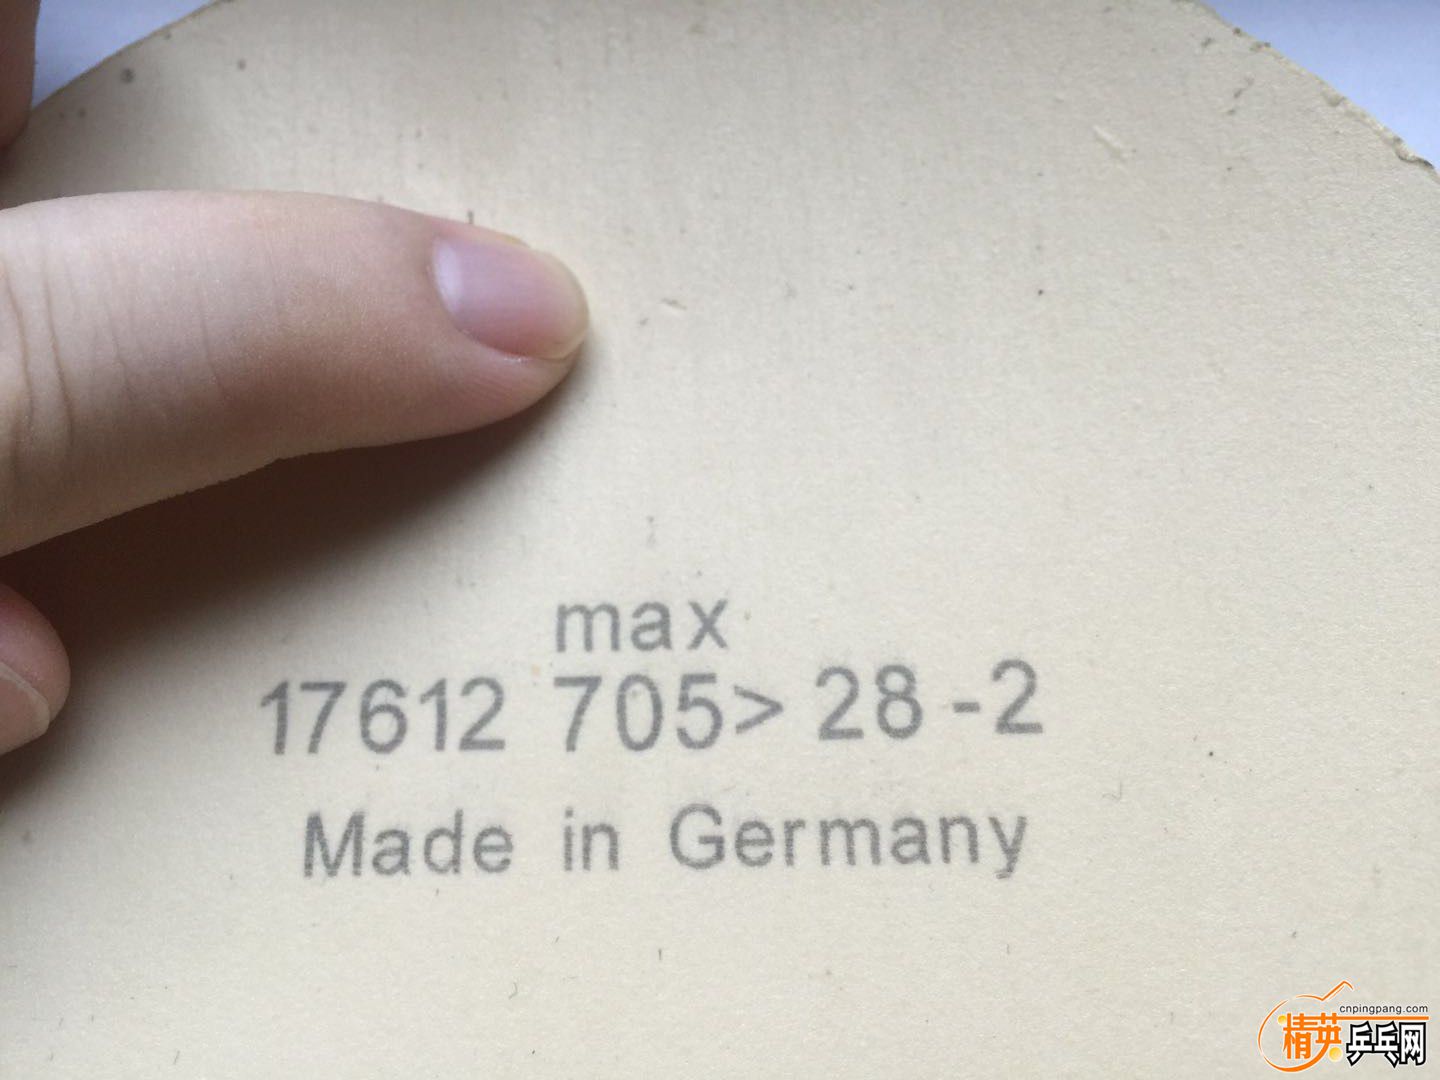 max
17612 705> 28-2
Made in Germany
cnpingpang.com
精英乒乓网